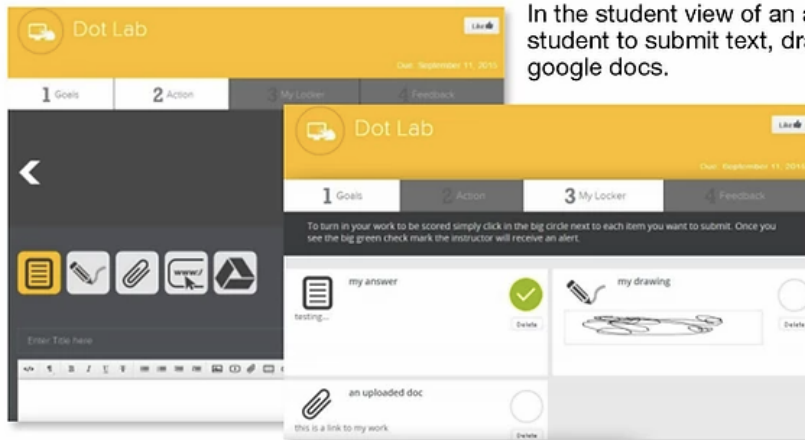 In the student view of an a
student to submit text, dra
google docs.
Dot Lab
Like
Due: September 11, 2015
1 Goals
2 Action
3 My Locker
4 Feedback
www:/
Enter Title here
B I U
Dot Lab
Like
Due: September 11, 2015
1 Goals
2 Action
3 My Locker
4 Feedback
To turn in your work to be scored simply click in the big circle next to each item you want to submit. Once you
see the big green check mark the instructor will receive an alert.
my answer
testing...
Delete
my drawing
Delete
an uploaded doc
this is a link to my work
Delete